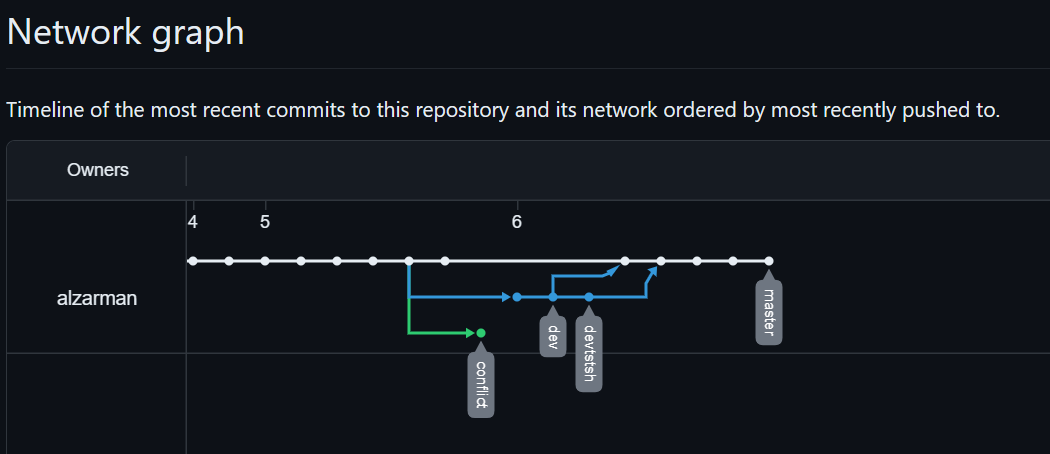 Network graph
Timeline of the most recent commits to this repository and its network ordered by most recently pushed to.
Owners
4
5
6
alzarman
master
dev
devtstsh
conflict